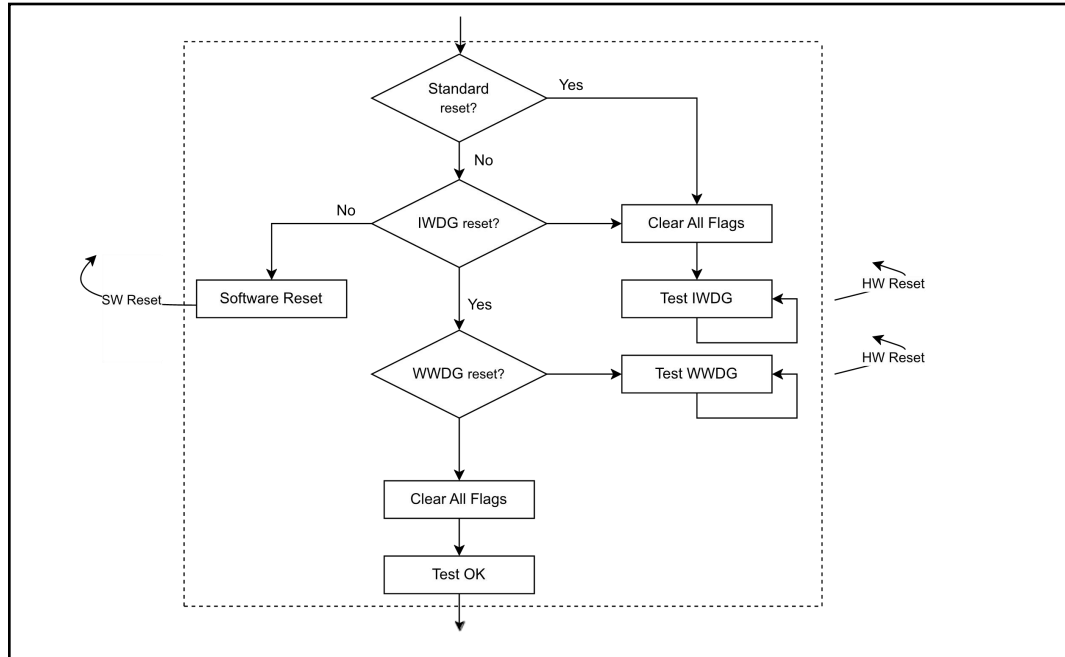 Standard
reset?
Yes
No
IWDG reset?
No
Clear All Flags
SW Reset
Software Reset
Yes
Test IWDG
HW Reset
WWDG reset?
Test WWDG
HW Reset
Clear All Flags
Test OK